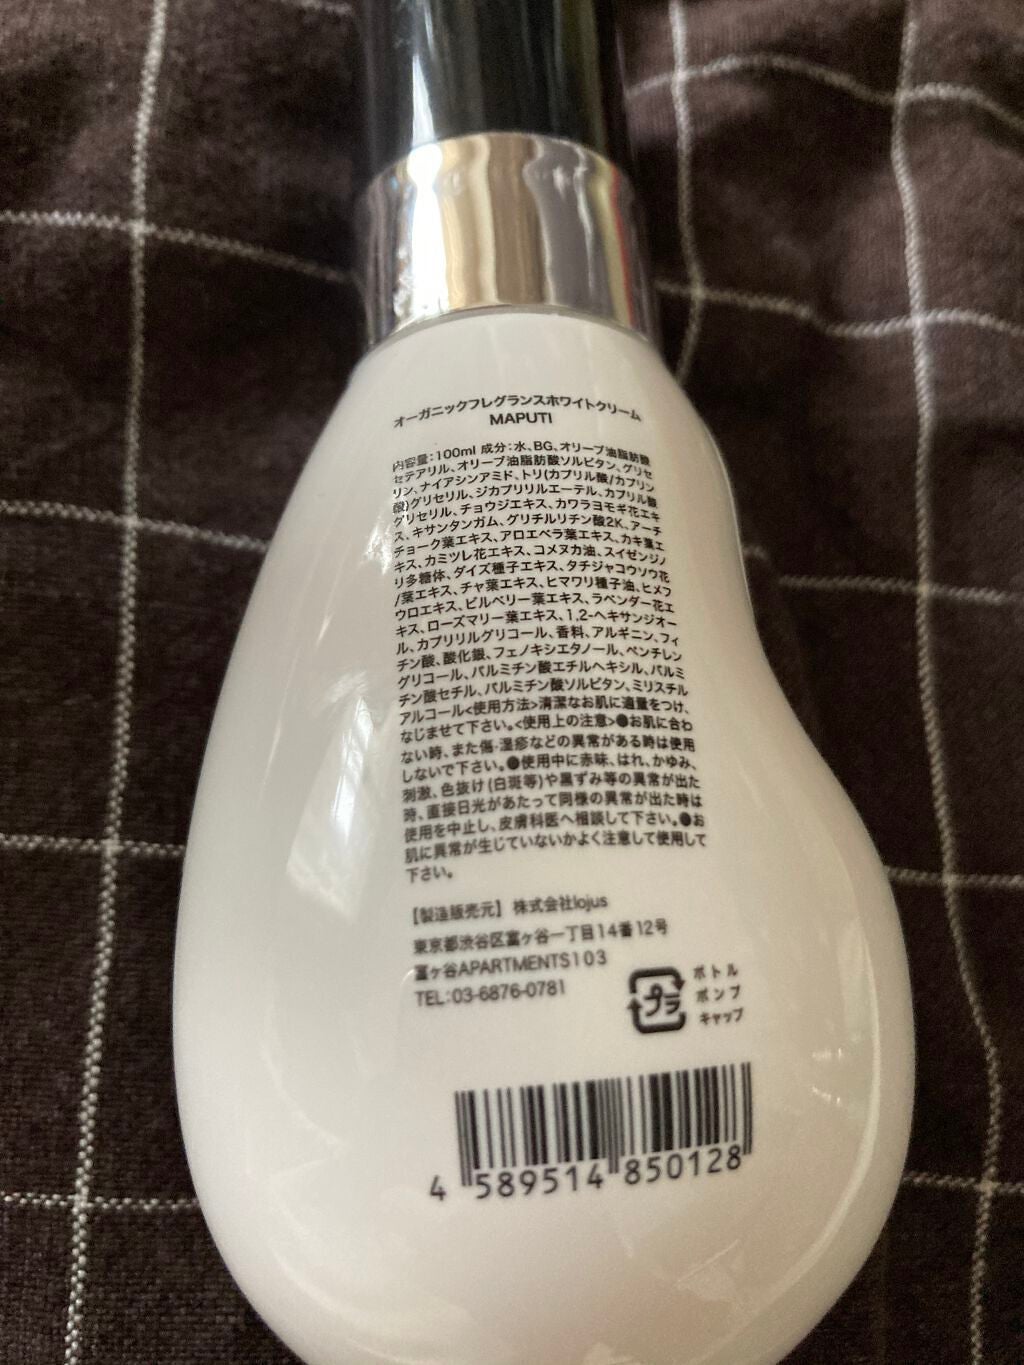 オーガニックフレグランスホワイトクリーム
MAPUTI
内容量:100ml 成分:水、BG、オリーブ油脂肪酸
セテアリル、オリーブ油脂肪酸ソルビタン、グリセ
リン、ナイアシンアミド、トリ(カプリル酸/カプリン
酸)グリセリル、ジカプリリルエーテル、カプリル酸
グリセリル、チョウジエキス、カワラヨモギ花エキ
ス、キサンタンガム、グリチルリチン酸2K、アーチ
チョーク葉エキス、アロエベラ葉エキス、カキ葉エ
キス、カミツレ花エキス、コメヌカ油、スイゼンジノ
リ多糖体、ダイズ種子エキス、タチジャコウソウ花
/葉エキス、チャ葉エキス、ヒマワリ種子油、ヒメフ
ウロエキス、ビルベリー葉エキス、ラベンダー花エ
キス、ローズマリー葉エキス、1,2-ヘキサンジオー
ル、カプリリルグリコール、香料、アルギニン、フィ
チン酸、酸化銀、フェノキシエタノール、ペンチレン
グリコール、パルミチン酸エチルヘキシル、パルミ
チン酸セチル、パルミチン酸ソルビタン、ミリスチル
アルコール<使用方法>清潔なお肌に適量をつけ、
なじませて下さい。<使用上の注意>●お肌に合わ
ない時、また傷・湿疹などの異常がある時は使用
しないで下さい。●使用中に赤味、はれ、かゆみ、
刺激、色抜け(白斑等)や黒ずみ等の異常が出た
時、直接日光があたって同様の異常が出た時は
使用を中止し、皮膚科医へ相談して下さい。●お
肌に異常が生じていないかよく注意して使用して
下さい。
【製造販売元】 株式会社lojus
東京都渋谷区富ヶ谷一丁目14番12号
富ヶ谷APARTMENTS103
TEL:03-6876-0781
プラ
ボトル
ポンプ
キャップ
4 589514 850128